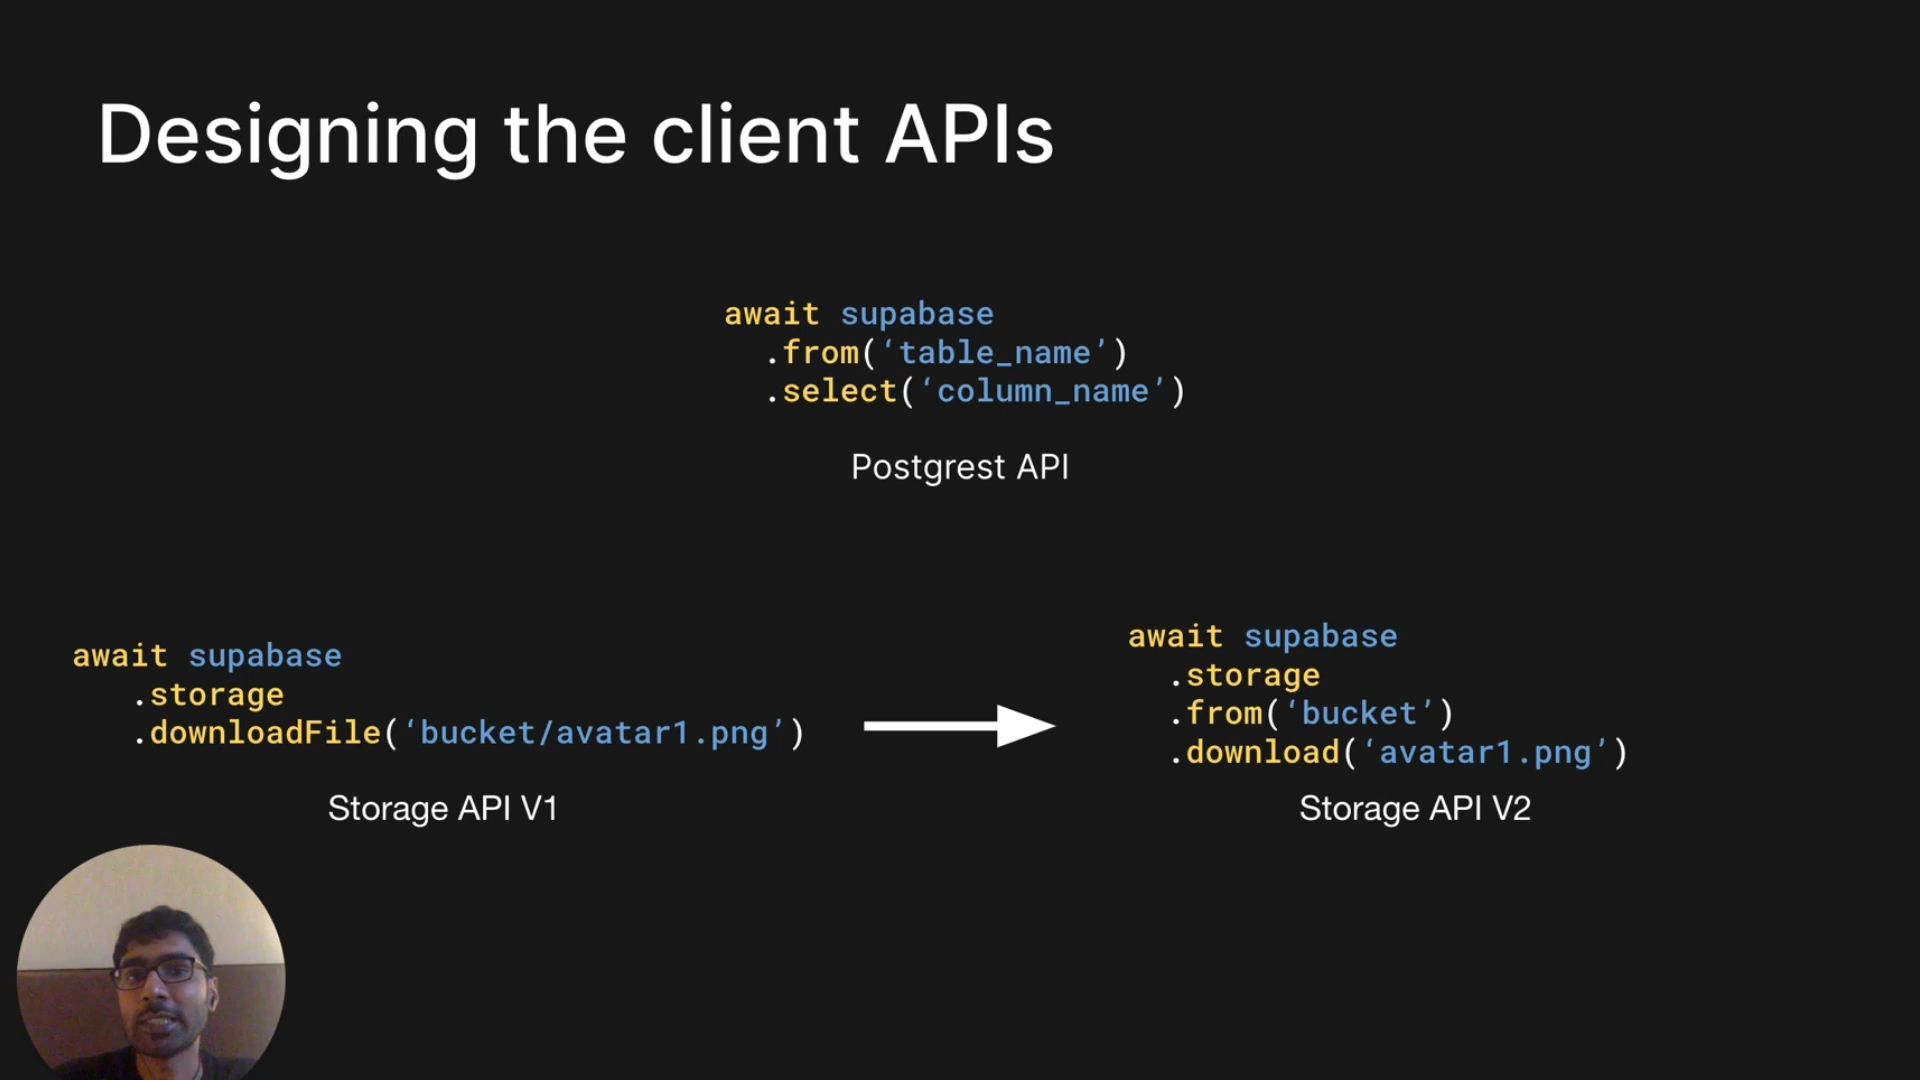 Designing the client APIs
await supabase
.from(‘table_name’)
.select(‘column_name’)
Postgrest API
await supabase
.storage
.downloadFile(‘bucket/avatar1.png’)
Storage API V1
await supabase
.storage
.from(‘bucket’)
.download(‘avatar1.png’)
Storage API V2